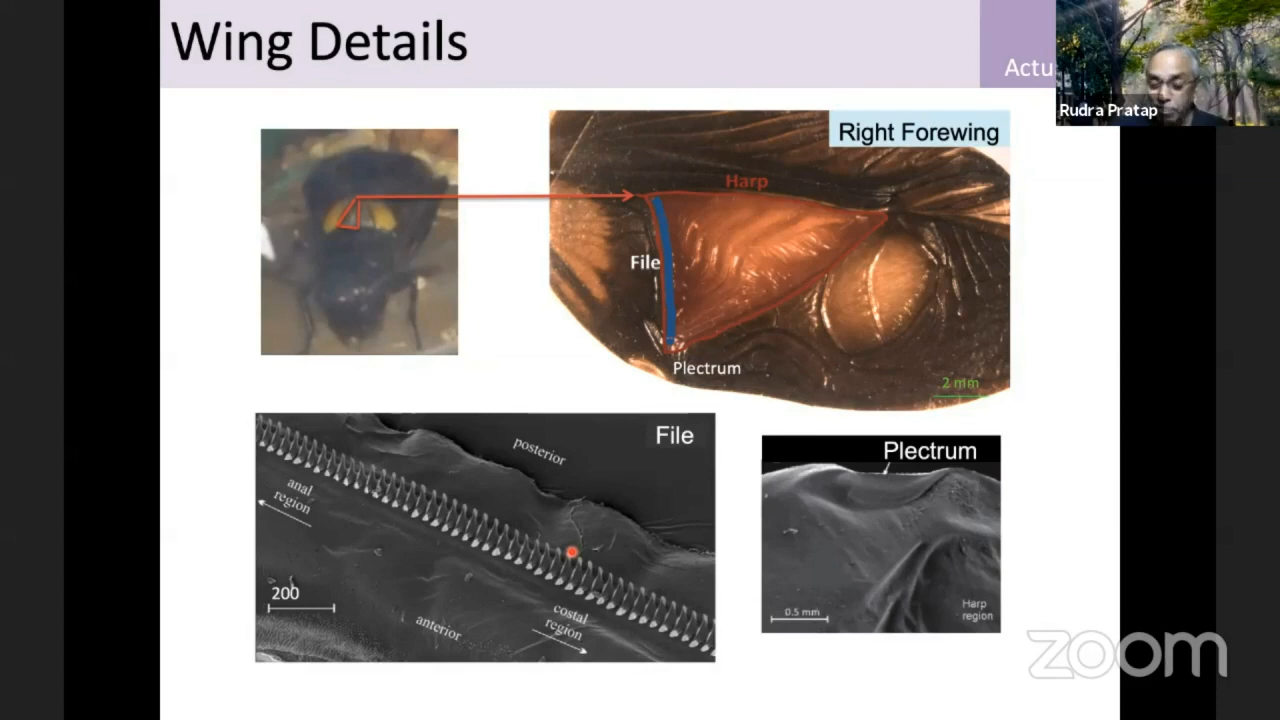 Wing Details
Actu
Rudra Pratap
Right Forewing
Harp
File
Plectrum
2 mm
File
posterior
anal
region
200
anterior
costal
region
Plectrum
0.5 mm
Harp
region
zoom